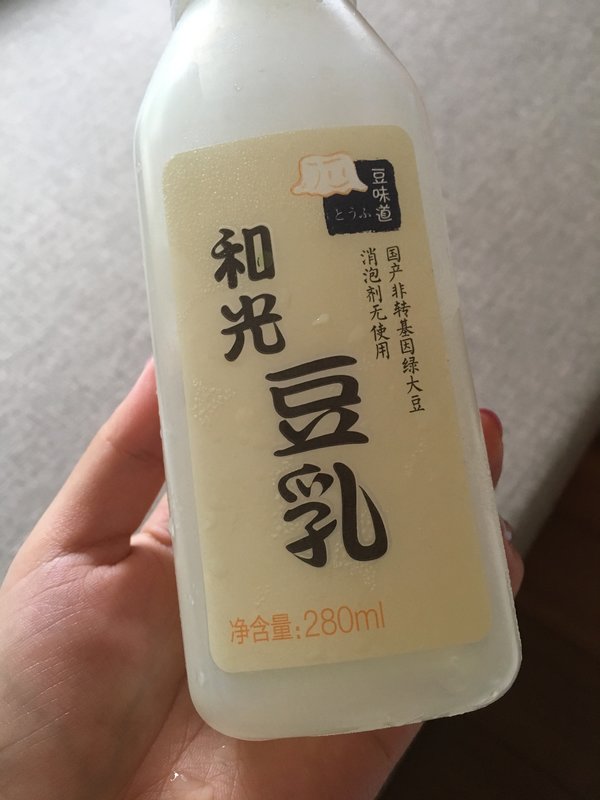 豆味道
とうふ
国产非转基因绿大豆
消泡剂无使用
和光
豆乳
净含量:280ml